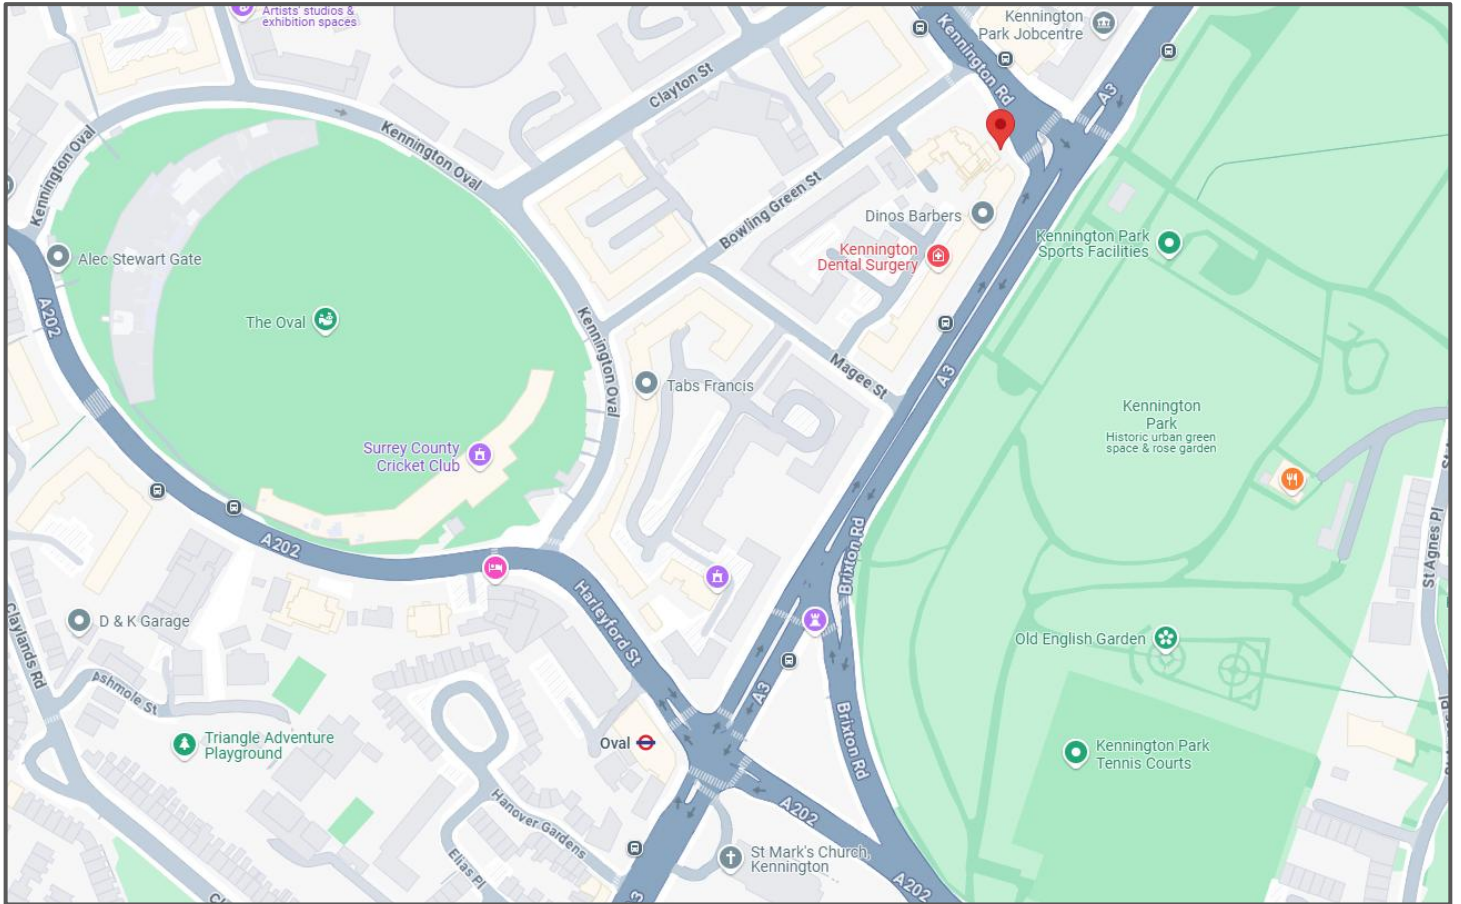 Artists' studios &
exhibition spaces
Kennington
Park Jobcentre
Kennington Rd
A3
Clayton St
Kennington Oval
Kennington Oval
Bowling Green St
Dinos Barbers
Kennington
Dental Surgery
Kennington Park
Sports Facilities
Alec Stewart Gate
A202
The Oval
Kennington Oval
Tabs Francis
Magee St
A3
Kennington
Park
Historic urban green
space & rose garden
Surrey County
Cricket Club
A202
Brixton Rd
St Agnes Pl
Harleyford St
D & K Garage
Claylands Rd
Ashmole St
Old English Garden
A3
Brixton Rd
Triangle Adventure
Playground
Oval
Kennington Park
Tennis Courts
Hanover Gardens
A202
Elias Pl
St Mark's Church,
Kennington
A202
3